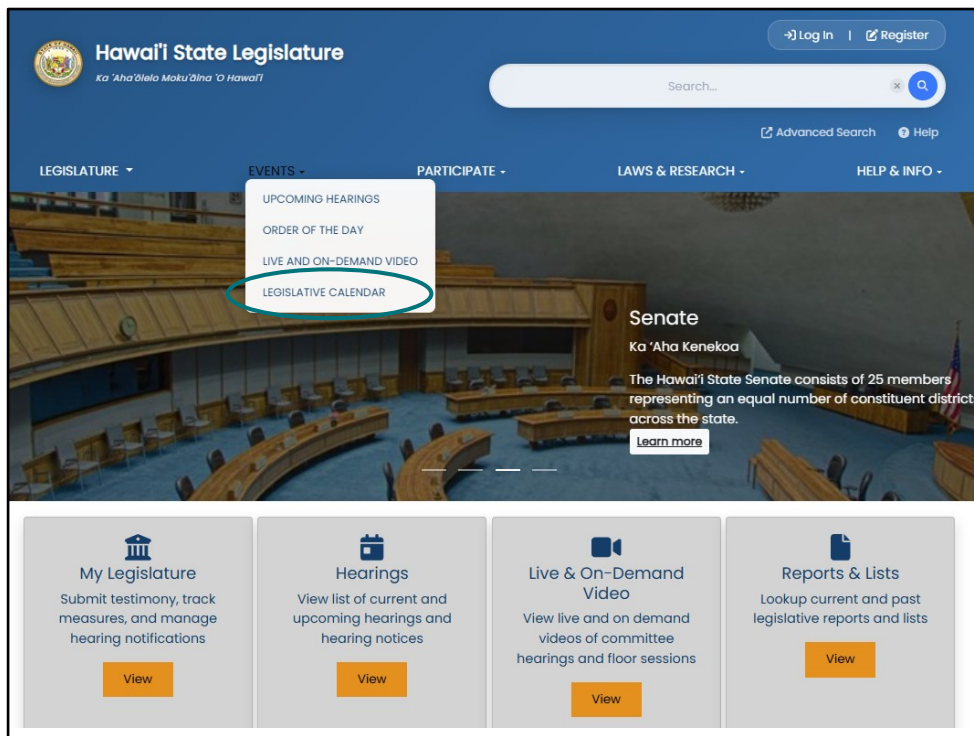 Log In | Register
Hawai'i State Legislature
Ka 'Aha'ōlelo Moku'āina 'O Hawai'i
Search...
Advanced Search Help
LEGISLATURE EVENTS PARTICIPATE LAWS & RESEARCH HELP & INFO
UPCOMING HEARINGS
ORDER OF THE DAY
LIVE AND ON-DEMAND VIDEO
LEGISLATIVE CALENDAR
Senate
Ka ʻAha Kenekoa
The Hawaiʻi State Senate consists of 25 members
representing an equal number of constituent districts
across the state.
Learn more
My Legislature
Submit testimony, track
measures, and manage
hearing notifications
View
Hearings
View list of current and
upcoming hearings and
hearing notices
View
Live & On-Demand
Video
View live and on demand
videos of committee
hearings and floor sessions
View
Reports & Lists
Lookup current and past
legislative reports and lists
View